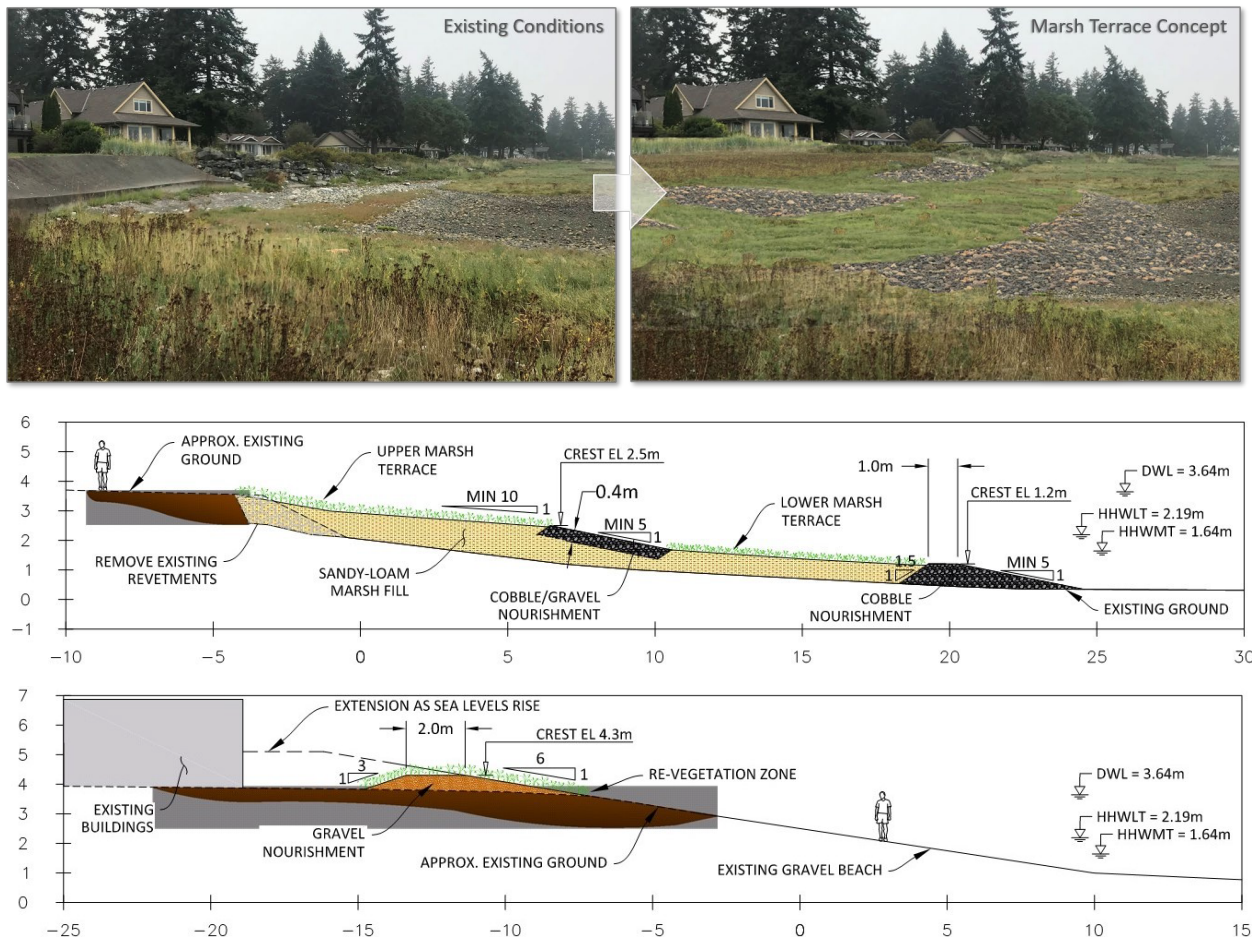 Existing Conditions
Marsh Terrace Concept
6
5
4
3
2
1
0
−1
APPROX. EXISTING
GROUND
UPPER MARSH
TERRACE
CREST EL 2.5m
MIN 10
1
0.4m
MIN 5
1
LOWER MARSH
TERRACE
1.0m
CREST EL 1.2m
DWL = 3.64m
HHWLT = 2.19m
HHWMT = 1.64m
1.5
1
MIN 5
1
REMOVE EXISTING
REVETMENTS
SANDY-LOAM
MARSH FILL
COBBLE/GRAVEL
NOURISHMENT
COBBLE
NOURISHMENT
EXISTING GROUND
−10
−5
0
5
10
15
20
25
30
7
6
5
4
3
2
1
0
EXTENSION AS SEA LEVELS RISE
2.0m
CREST EL 4.3m
3
1
6
1
RE-VEGETATION ZONE
DWL = 3.64m
HHWLT = 2.19m
HHWMT = 1.64m
EXISTING
BUILDINGS
GRAVEL
NOURISHMENT
APPROX. EXISTING GROUND
EXISTING GRAVEL BEACH
−25
−20
−15
−10
−5
0
5
10
15